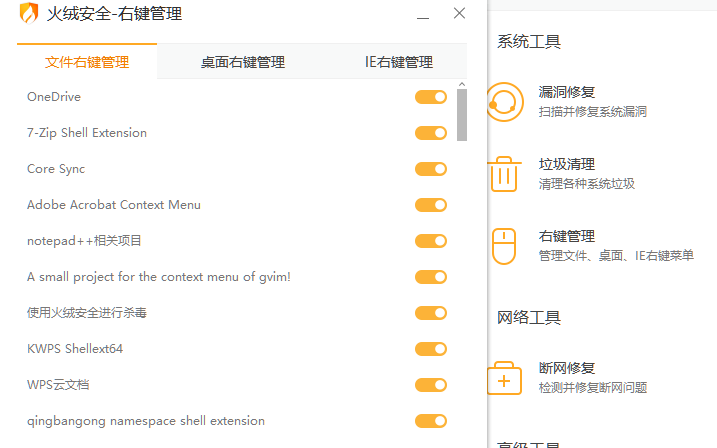 火绒安全-右键管理
文件右键管理 桌面右键管理 IE右键管理
OneDrive
7-Zip Shell Extension
Core Sync
Adobe Acrobat Context Menu
notepad++相关项目
A small project for the context menu of gvim!
使用火绒安全进行杀毒
KWPS Shellext64
WPS云文档
qingbangong namespace shell extension
系统工具
漏洞修复
扫描并修复系统漏洞
垃圾清理
清理各种系统垃圾
右键管理
管理文件、桌面、IE右键菜单
网络工具
断网修复
检测并修复断网问题
高级工具